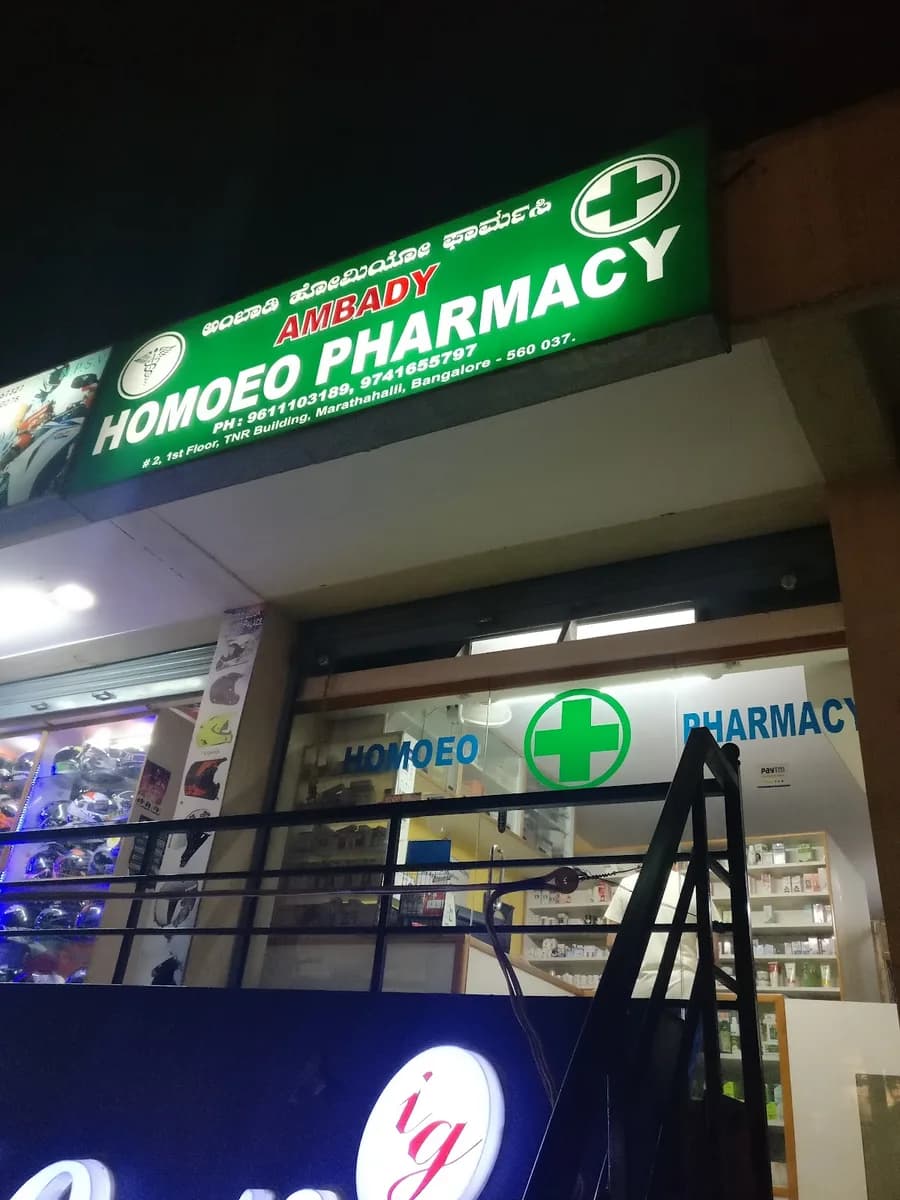 ಅಂಬಾಡಿ ಹೋಮಿಯೋ ಫಾರ್ಮಸಿ
AMBADY
HOMOEO PHARMACY
PH : 9611103189, 9741655797
# 2, 1st Floor, TNR Building, Marathahalli, Bangalore - 560 037.
HOMOEO PHARMACY
Paytm
ig